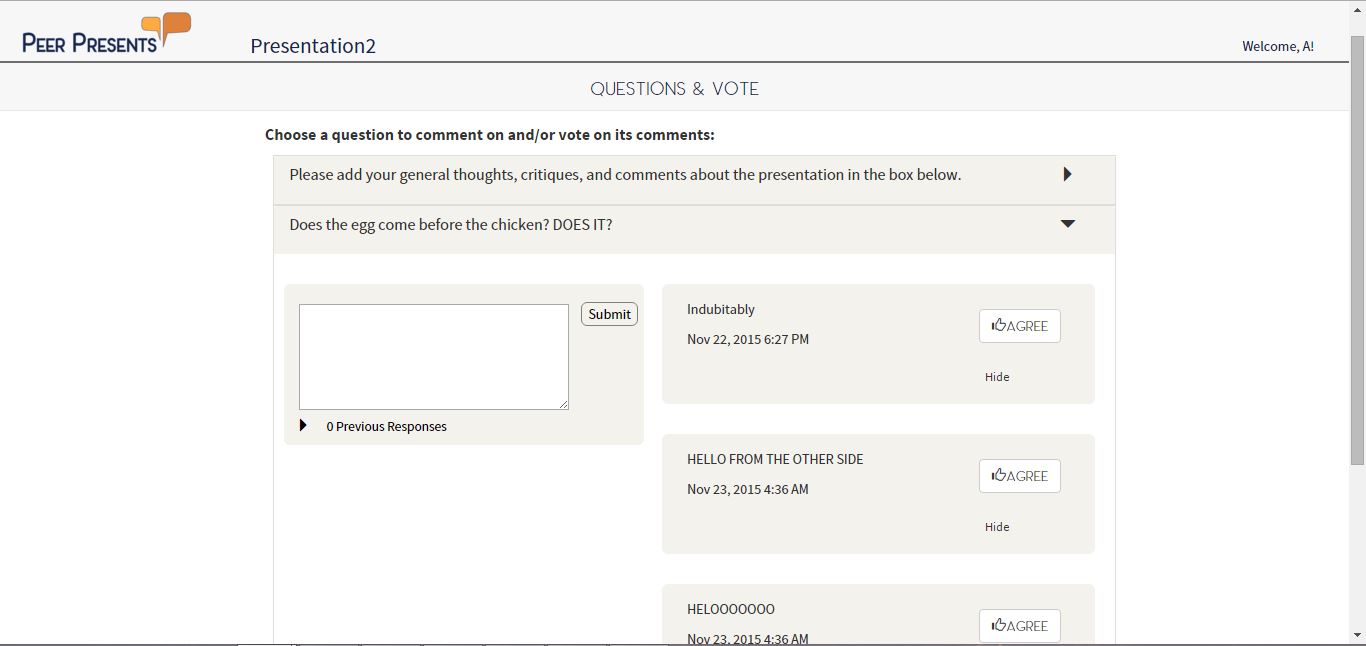 PEER PRESENTS
Presentation2
Welcome, A!
QUESTIONS & VOTE
Choose a question to comment on and/or vote on its comments:
Please add your general thoughts, critiques, and comments about the presentation in the box below.
Does the egg come before the chicken? DOES IT?
Submit
0 Previous Responses
Indubitably
Nov 22, 2015 6:27 PM
AGREE
Hide
HELLO FROM THE OTHER SIDE
Nov 23, 2015 4:36 AM
AGREE
Hide
HELOOOOOOO
Nov 23, 2015 4:36 AM
AGREE